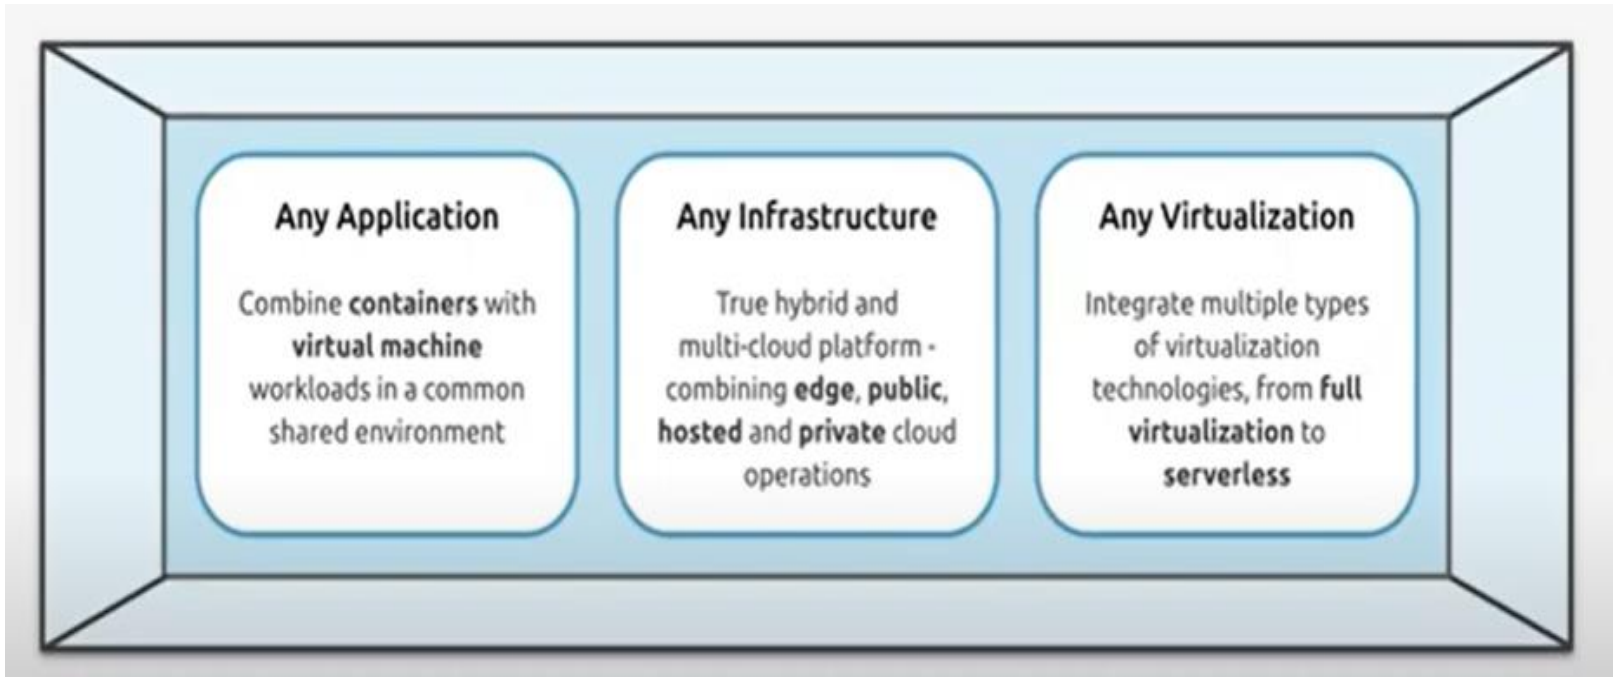 Any Application
Combine containers with
virtual machine
workloads in a common
shared environment
Any Infrastructure
True hybrid and
multi-cloud platform -
combining edge, public,
hosted and private cloud
operations
Any Virtualization
Integrate multiple types
of virtualization
technologies, from full
virtualization to
serverless